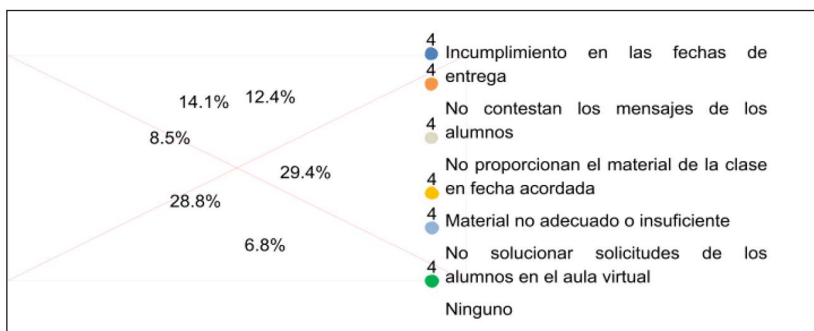 14.1%
12.4%
8.5%
29.4%
28.8%
6.8%
4
Incumplimiento en las fechas de
4
entrega
No contestan los mensajes de los
4
alumnos
No proporcionan el material de la clase
4
en fecha acordada
4
Material no adecuado o insuficiente
No solucionar solicitudes de los
4
alumnos en el aula virtual
Ninguno